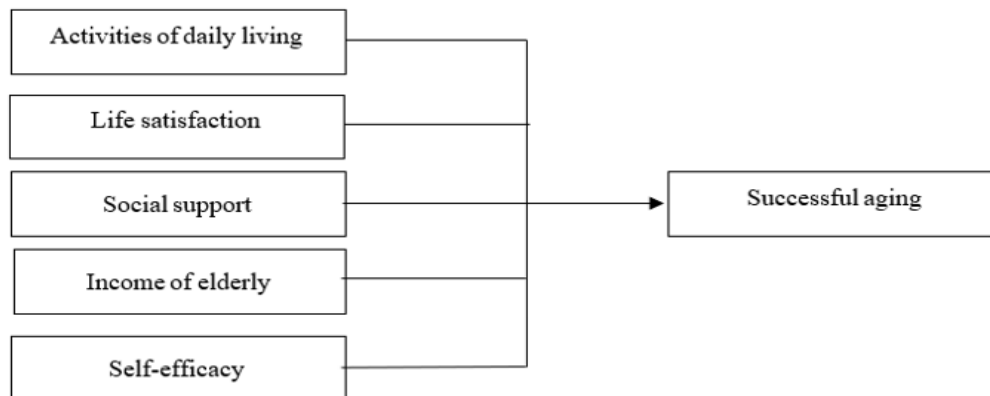 Activities of daily living
Life satisfaction
Social support
Successful aging
Income of elderly
Self-efficacy